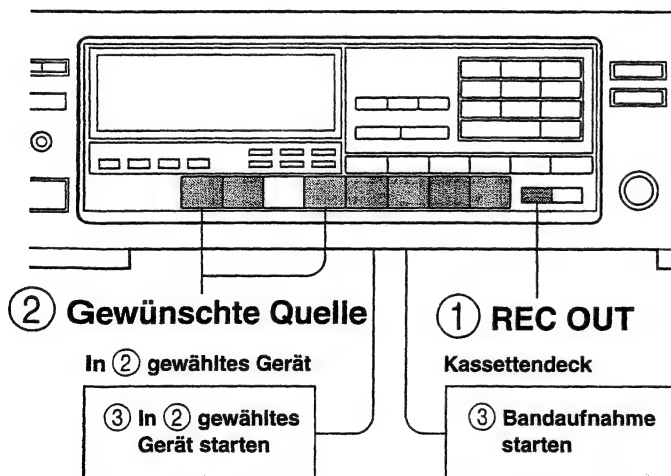 ② Gewünschte Quelle
① REC OUT
In ② gewähltes Gerät
Kassettendeck
③ In ② gewähltes
Gerät starten
③ Bandaufnahme
starten